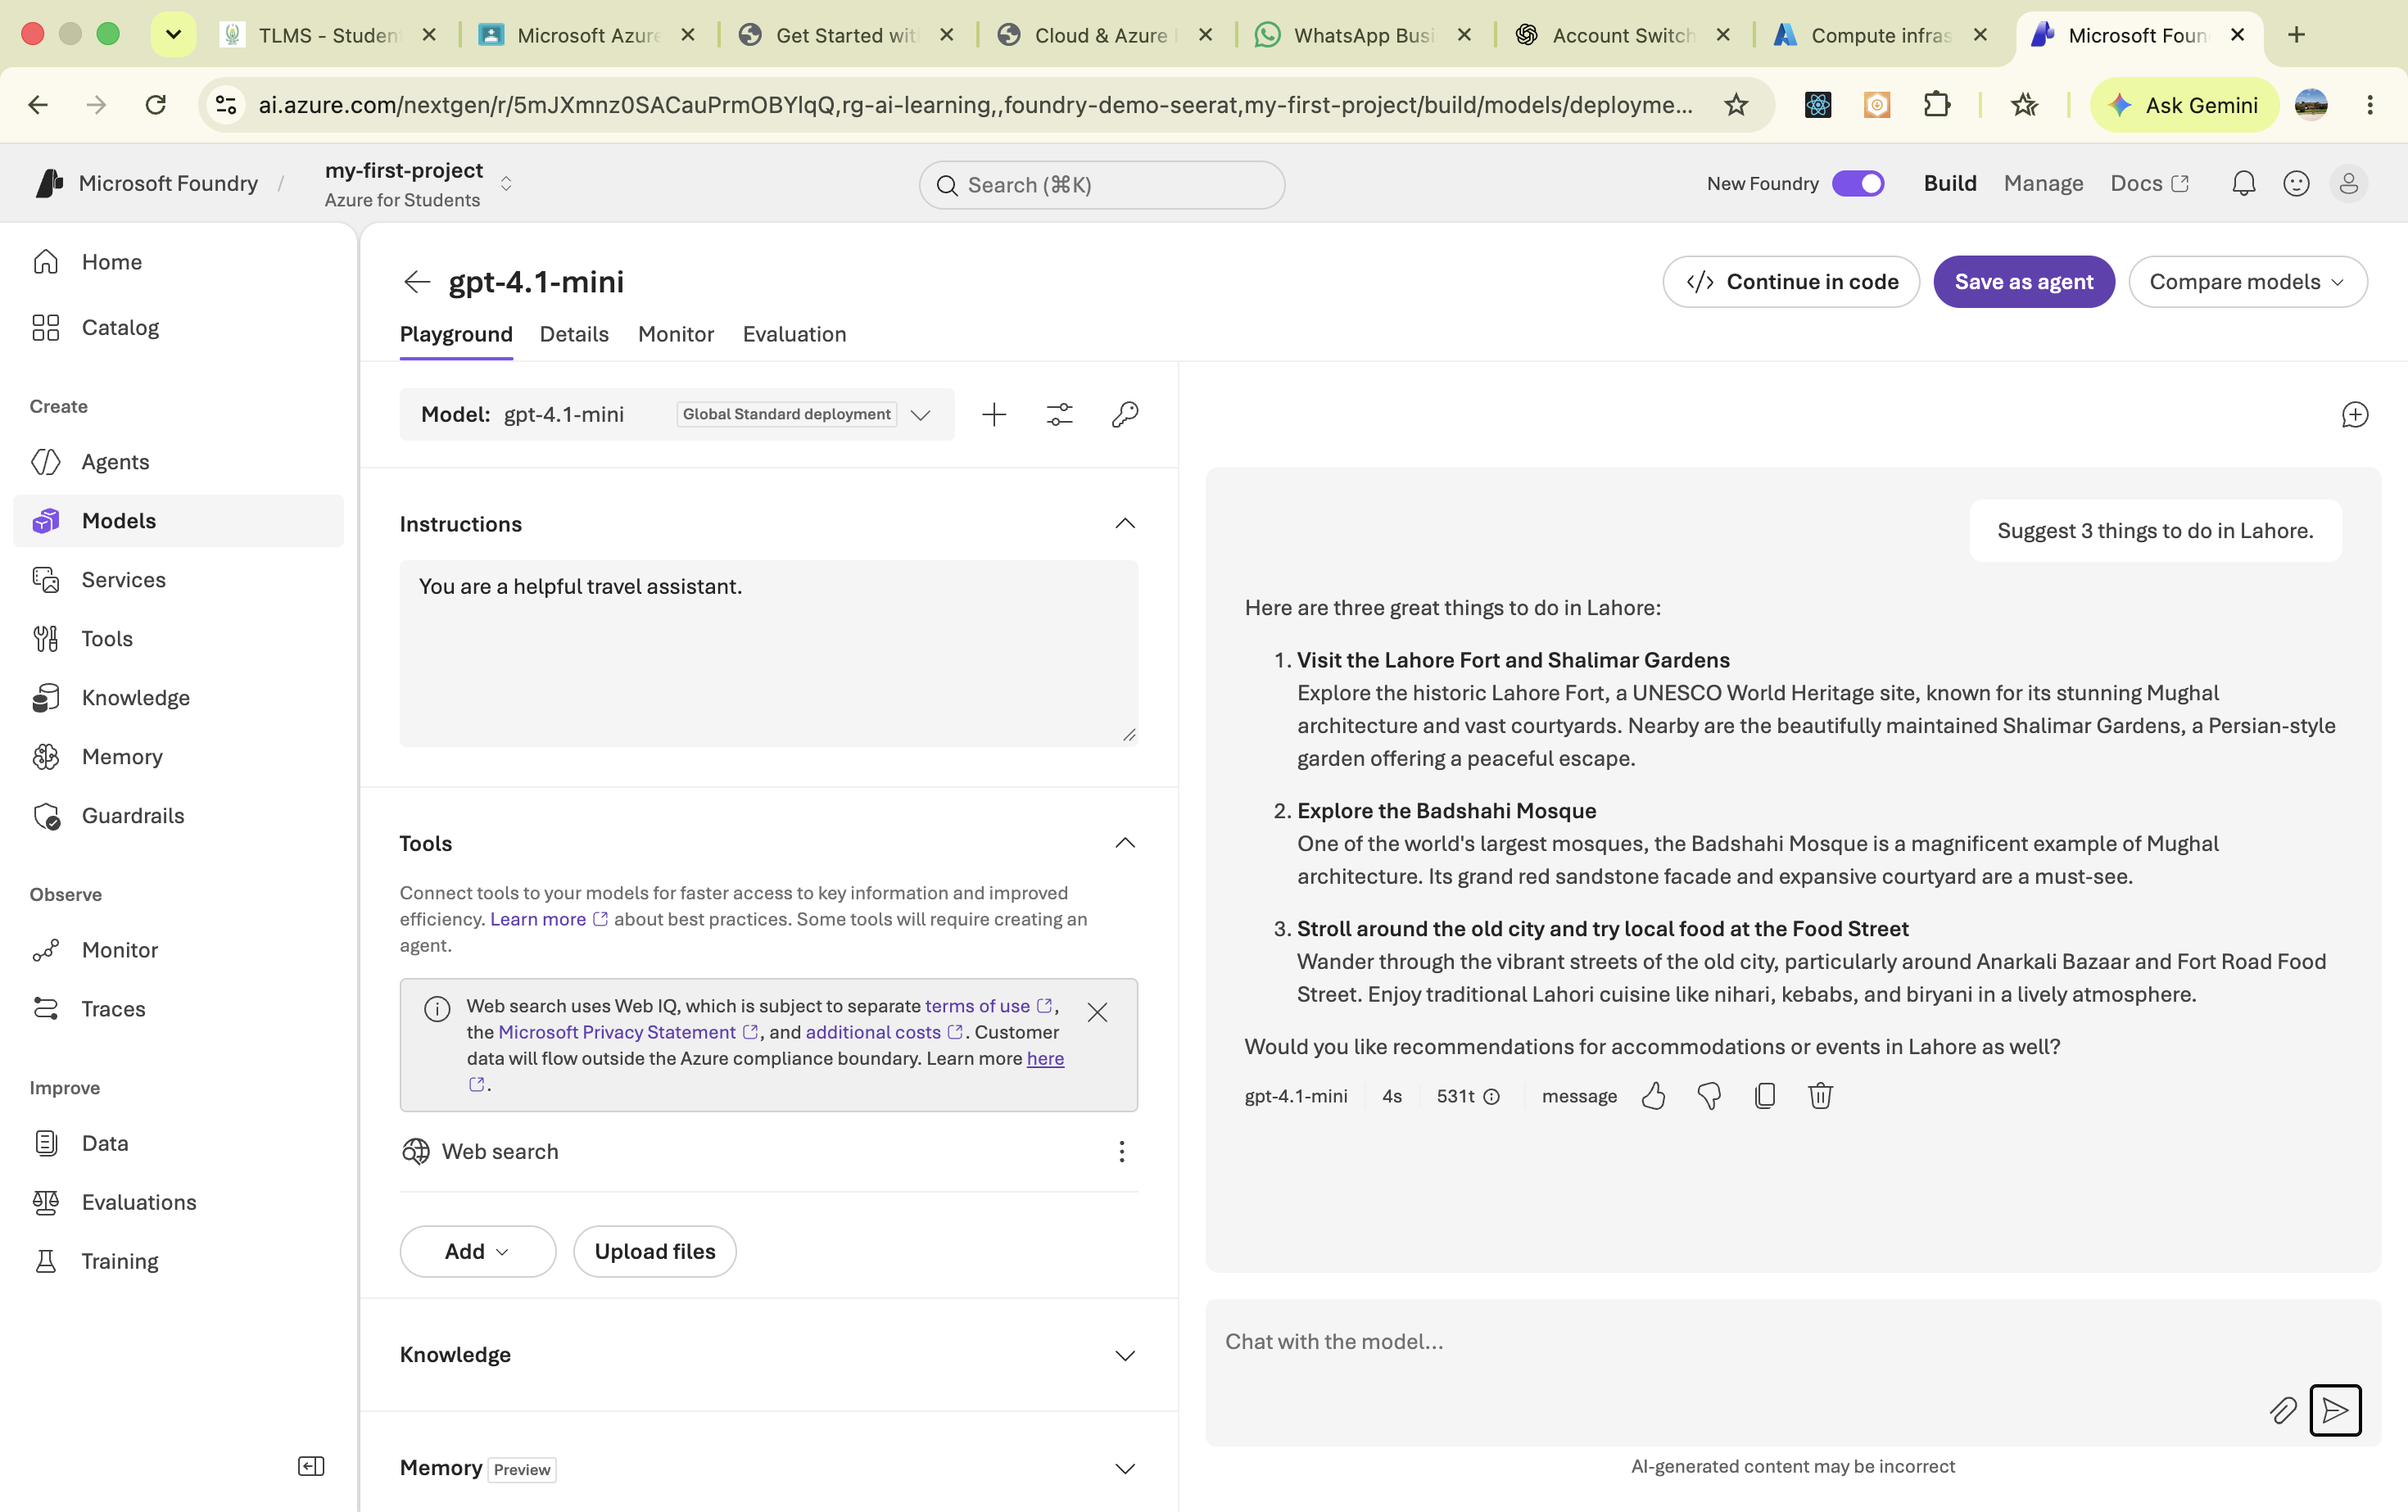 TLMS - Studen
Microsoft Azure
Get Started wit
Cloud & Azure
WhatsApp Busi
Account Switch
Compute infras
Microsoft Foun
ai.azure.com/nextgen/r/5mJXmnz0SACauPrmOBYlqQ,rg-ai-learning,,foundry-demo-seerat,my-first-project/build/models/deployme...
Ask Gemini
Microsoft Foundry /
my-first-project
Azure for Students
Search (⌘K)
New Foundry
Build
Manage
Docs
Home
Catalog
Create
Agents
Models
Services
Tools
Knowledge
Memory
Guardrails
Observe
Monitor
Traces
Improve
Data
Evaluations
Training
gpt-4.1-mini
Continue in code
Save as agent
Compare models
Playground
Details
Monitor
Evaluation
Model: gpt-4.1-mini
Global Standard deployment
Instructions
You are a helpful travel assistant.
Tools
Connect tools to your models for faster access to key information and improved
efficiency. Learn more about best practices. Some tools will require creating an
agent.
Web search uses Web IQ, which is subject to separate terms of use ,
the Microsoft Privacy Statement , and additional costs . Customer
data will flow outside the Azure compliance boundary. Learn more here
.
Web search
Add
Upload files
Knowledge
Memory Preview
Suggest 3 things to do in Lahore.
Here are three great things to do in Lahore:
1. Visit the Lahore Fort and Shalimar Gardens
Explore the historic Lahore Fort, a UNESCO World Heritage site, known for its stunning Mughal
architecture and vast courtyards. Nearby are the beautifully maintained Shalimar Gardens, a Persian-style
garden offering a peaceful escape.
2. Explore the Badshahi Mosque
One of the world's largest mosques, the Badshahi Mosque is a magnificent example of Mughal
architecture. Its grand red sandstone facade and expansive courtyard are a must-see.
3. Stroll around the old city and try local food at the Food Street
Wander through the vibrant streets of the old city, particularly around Anarkali Bazaar and Fort Road Food
Street. Enjoy traditional Lahori cuisine like nihari, kebabs, and biryani in a lively atmosphere.
Would you like recommendations for accommodations or events in Lahore as well?
gpt-4.1-mini
4s
531t
message
Chat with the model...
AI-generated content may be incorrect